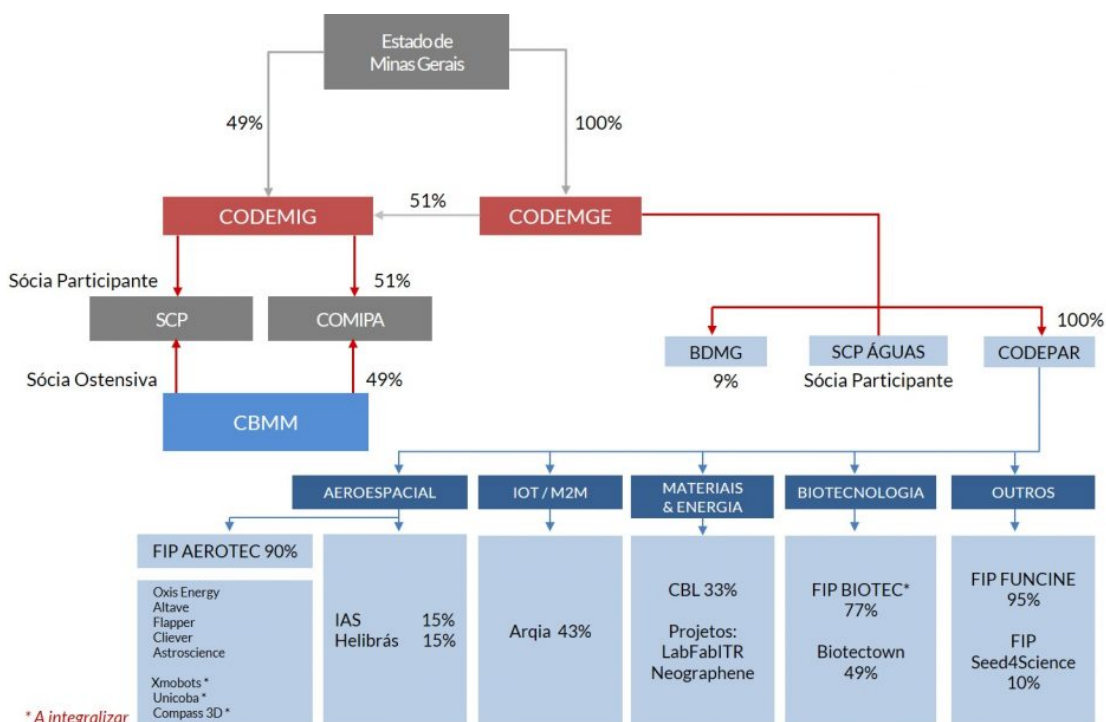 Estado de
Minas Gerais
49%
100%
CODEMIG
51%
CODEMGE
Sócia Participante
51%
SCP
COMIPA
Sócia Ostensiva
49%
CBMM
100%
BDMG
SCP ÁGUAS
CODEPAR
9%
Sócia Participante
AEROESPACIAL
IOT / M2M
MATERIAIS
& ENERGIA
BIOTECNOLOGIA
OUTROS
FIP AEROTEC 90%
Oxis Energy
Altave
Flapper
Cliever
Astroscience
Xmobots *
Unicoba *
Compass 3D *
IAS 15%
Helibrás 15%
Arqia 43%
CBL 33%
Projetos:
LabFabITR
Neographene
FIP BIOTEC*
77%
Biotectown
49%
FIP FUNCINE
95%
FIP
Seed4Science
10%
* A integralizar